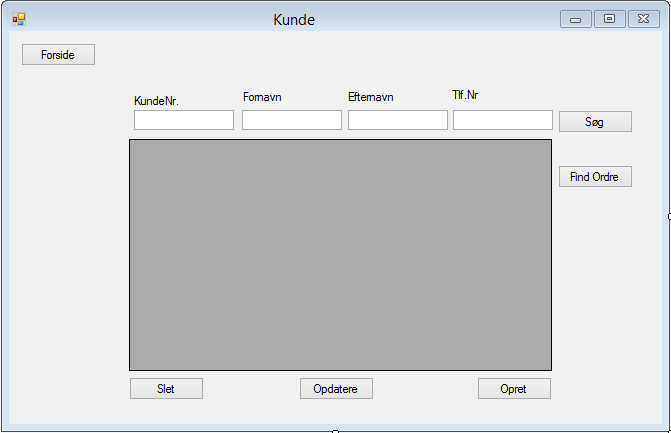 Kunde
Forside
KundeNr.
Fornavn
Efternavn
Tlf.Nr
Søg
Find Ordre
Slet
Opdatere
Opret